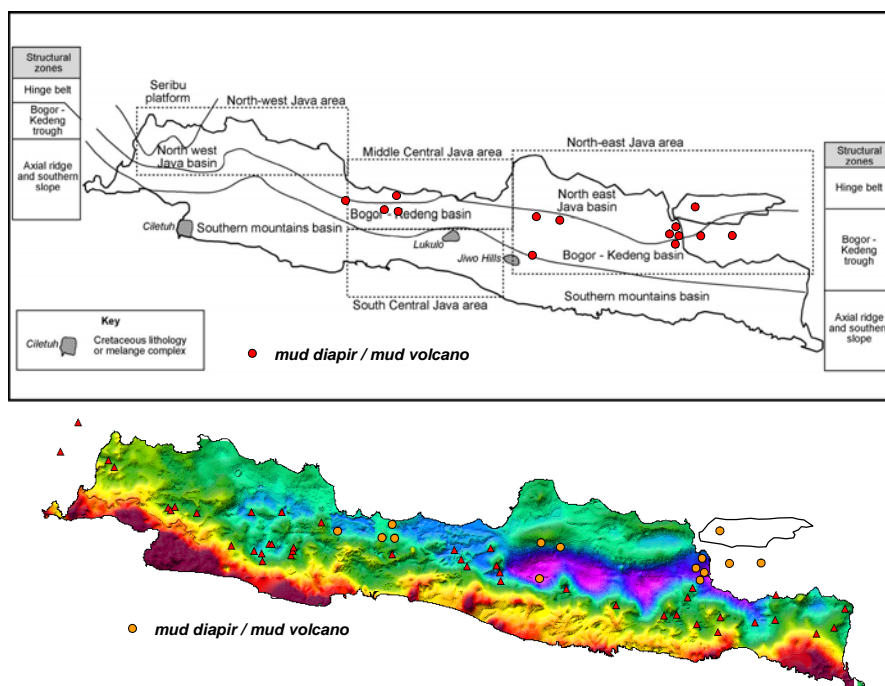 Structural
zones
Hinge belt
Bogor -
Kedeng
trough
Axial ridge
and southern
slope
Seribu
platform
North-west Java area
North west
Java basin
Middle Central Java area
North-east Java area
North east
Java basin
Structural
zones
Hinge belt
Bogor -
Kedeng
trough
Axial ridge
and southern
slope
Ciletuh
Southern mountains basin
Bogor - Kedeng basin
Lukulo
Jiwo Hills
Bogor - Kedeng basin
Southern mountains basin
South Central Java area
Key
Ciletuh
Cretaceous lithology
or melange complex
mud diapir / mud volcano
mud diapir / mud volcano